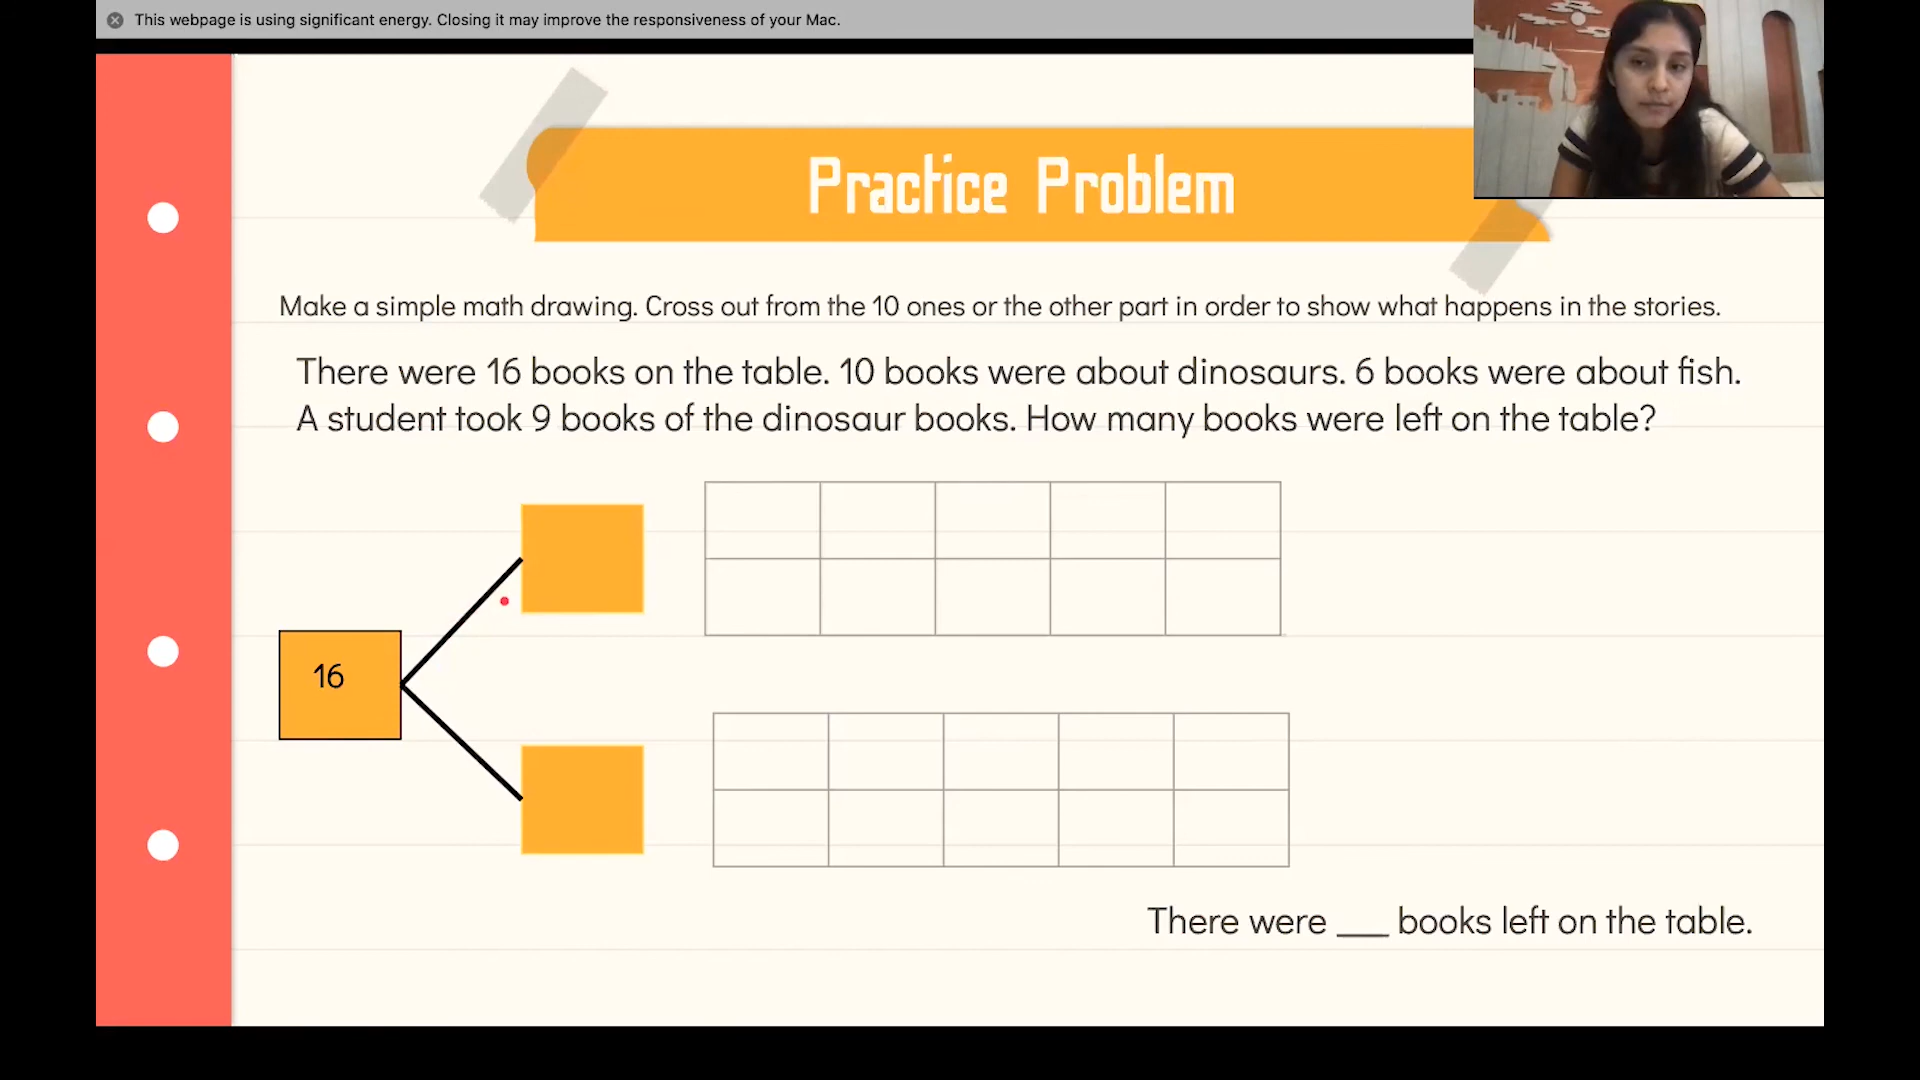 This webpage is using significant energy. Closing it may improve the responsiveness of your Mac.
Practice Problem
Make a simple math drawing. Cross out from the 10 ones or the other part in order to show what happens in the stories.
There were 16 books on the table. 10 books were about dinosaurs. 6 books were about fish.
A student took 9 books of the dinosaur books. How many books were left on the table?
16
There were ___ books left on the table.